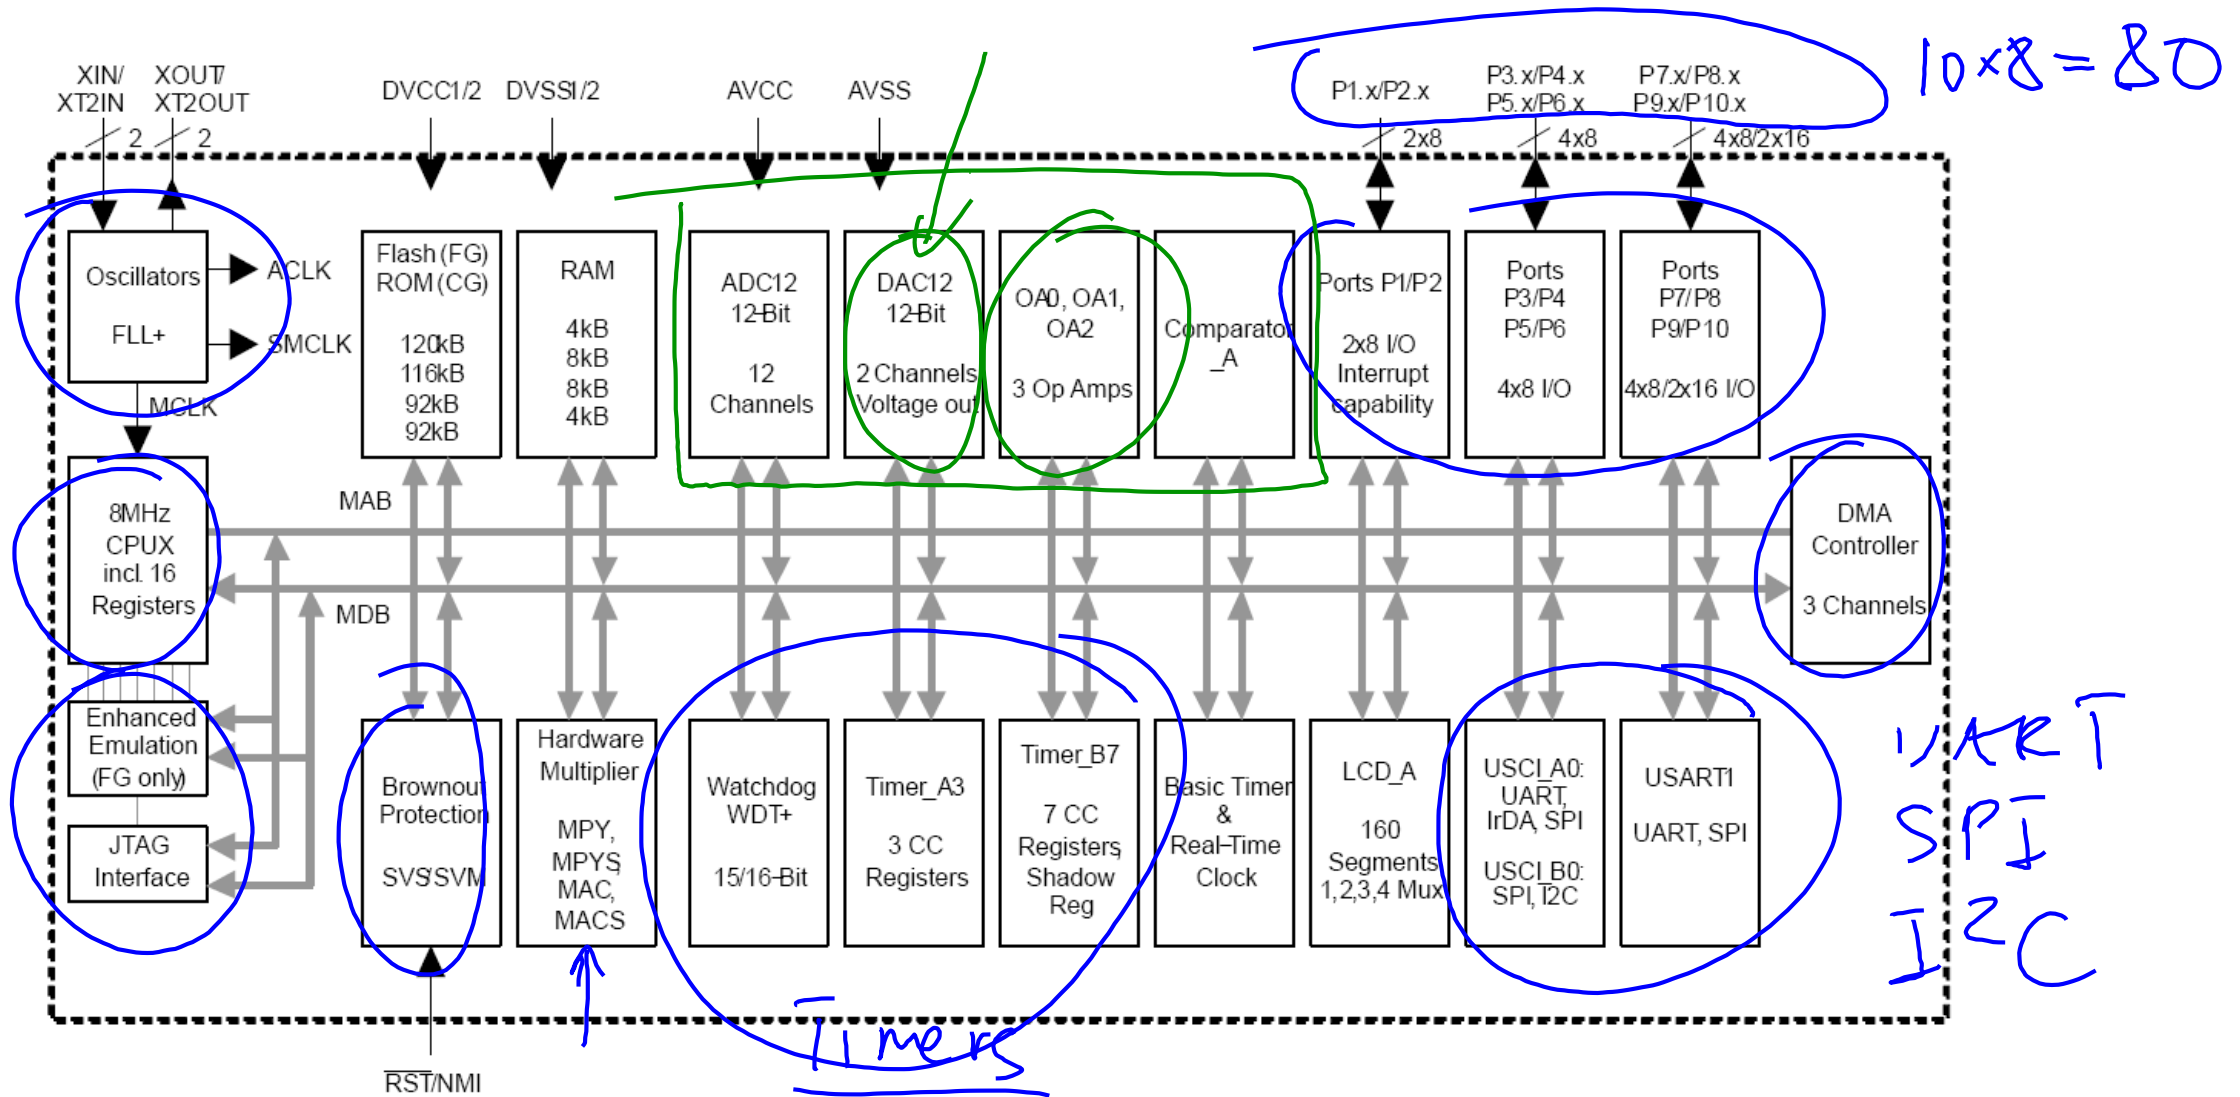 XIN/
XT2IN
XOUT/
XT2OUT
2
2
DVCC1/2
DVSS1/2
AVCC
AVSS
P1.x/P2.x
2x8
P3.x/P4.x
P5.x/P6.x
4x8
P7.x/P8.x
P9.x/P10.x
4x8/2x16
10x8=80
Oscillators
FLL+
ACLK
SMCLK
MCLK
Flash (FG)
ROM (CG)
120kB
116kB
92kB
92kB
RAM
4kB
8kB
8kB
4kB
ADC12
12-Bit
12
Channels
DAC12
12-Bit
2 Channels
Voltage out
OA0, OA1,
OA2
3 Op Amps
Comparator
_A
Ports P1/P2
2x8 I/O
Interrupt
capability
Ports
P3/P4
P5/P6
4x8 I/O
Ports
P7/P8
P9/P10
4x8/2x16 I/O
8MHz
CPUX
incl. 16
Registers
MAB
MDB
DMA
Controller
3 Channels
Enhanced
Emulation
(FG only)
JTAG
Interface
Brownout
Protection
SVS/SVM
RST/NMI
Hardware
Multiplier
MPY,
MPYS,
MAC,
MACS
Watchdog
WDT+
15/16-Bit
Timer_A3
3 CC
Registers
Timer_B7
7 CC
Registers,
Shadow
Reg
Basic Timer
&
Real-Time
Clock
LCD_A
160
Segments
1,2,3,4 Mux
USCI_A0:
UART,
IrDA, SPI
USCI_B0:
SPI, I2C
USART1
UART, SPI
UART
SPI
I2C
Timers